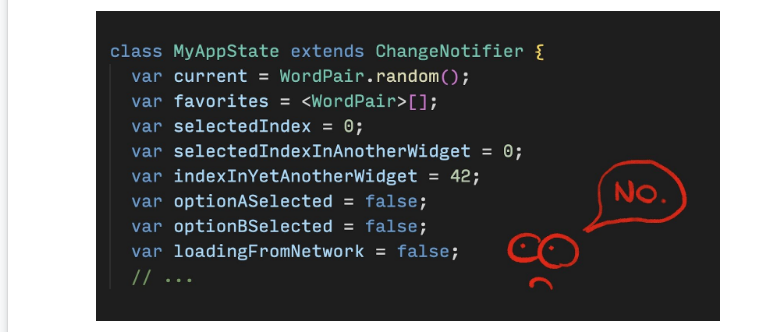 class MyAppState extends ChangeNotifier {
var current = WordPair.random();
var favorites = <WordPair>[];
var selectedIndex = 0;
var selectedIndexInAnotherWidget = 0;
var indexInYetAnotherWidget = 42;
var optionASelected = false;
var optionBSelected = false;
var loadingFromNetwork = false;
// ...
No.